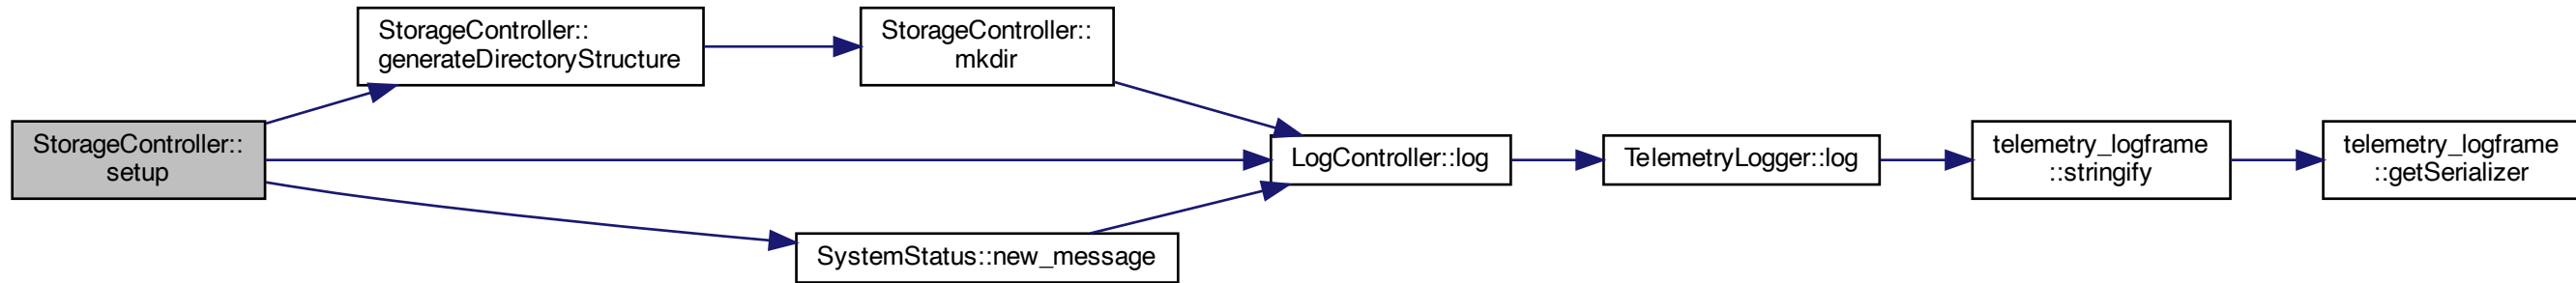 StorageController::
generateDirectoryStructure
StorageController::
mkdir
StorageController::
setup
LogController::log
TelemetryLogger::log
telemetry_logframe
::stringify
telemetry_logframe
::getSerializer
SystemStatus::new_message